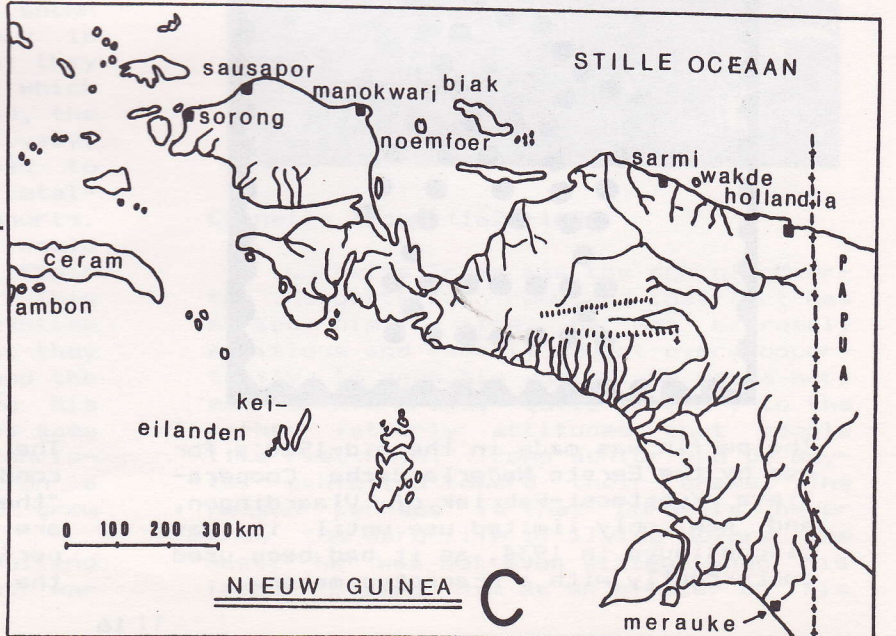 STILLE OCEAAN
sausapor
manokwari
biak
sorong
noemfoer
sarmi
wakde
hollandia
ceram
ambon
PAPUA
kei-
eilanden
0 100 200 300km
NIEUW GUINEA C
merauke